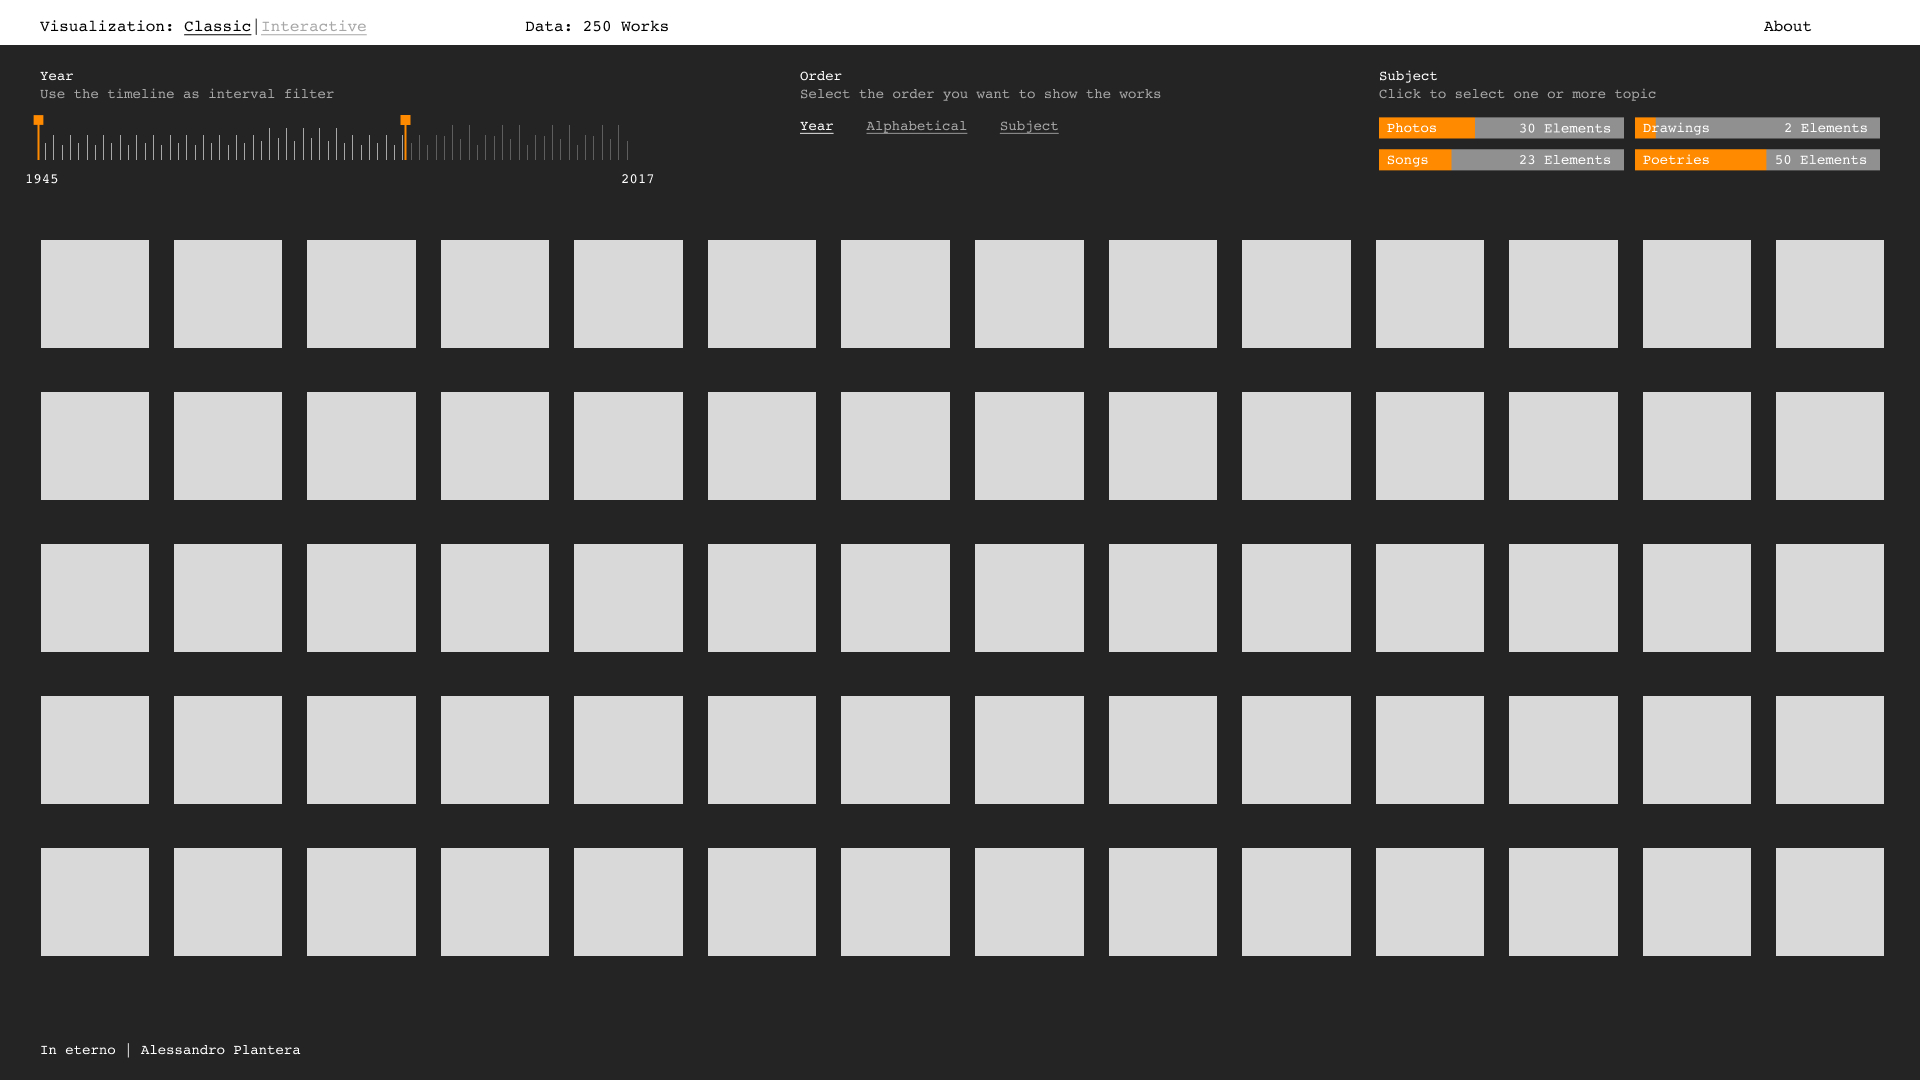 Visualization: Classic|Interactive
Data: 250 Works
About
Year
Use the timeline as interval filter
1945
2017
Order
Select the order you want to show the works
Year Alphabetical Subject
Subject
Click to select one or more topic
Photos 30 Elements
Drawings 2 Elements
Songs 23 Elements
Poetries 50 Elements
In eterno | Alessandro Plantera